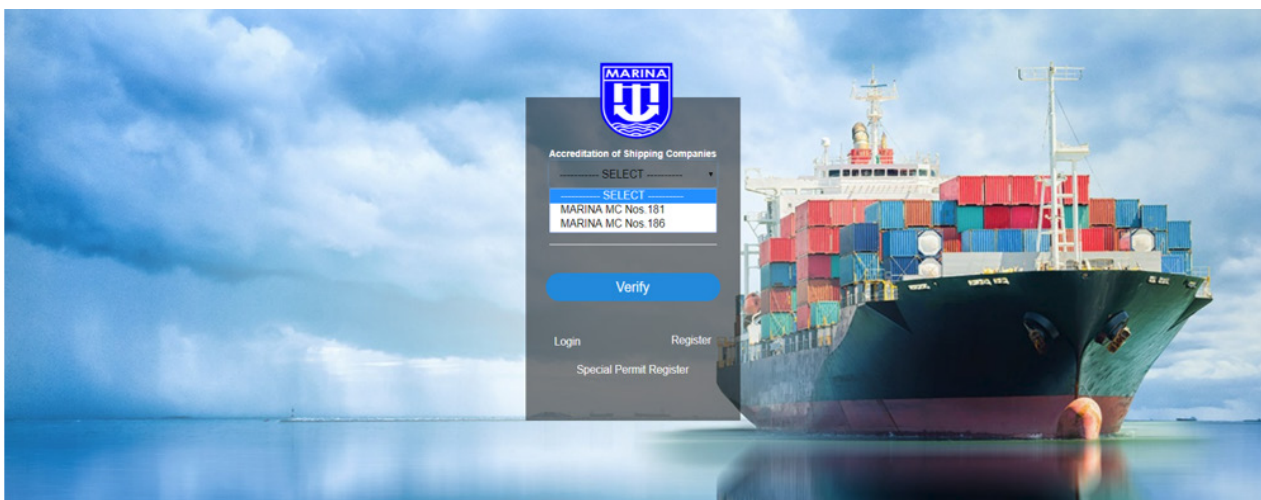 MARINA
Accreditation of Shipping Companies
------------ SELECT ------------
------------ SELECT ------------
MARINA MC Nos.181
MARINA MC Nos.186
Verify
Login Register
Special Permit Register